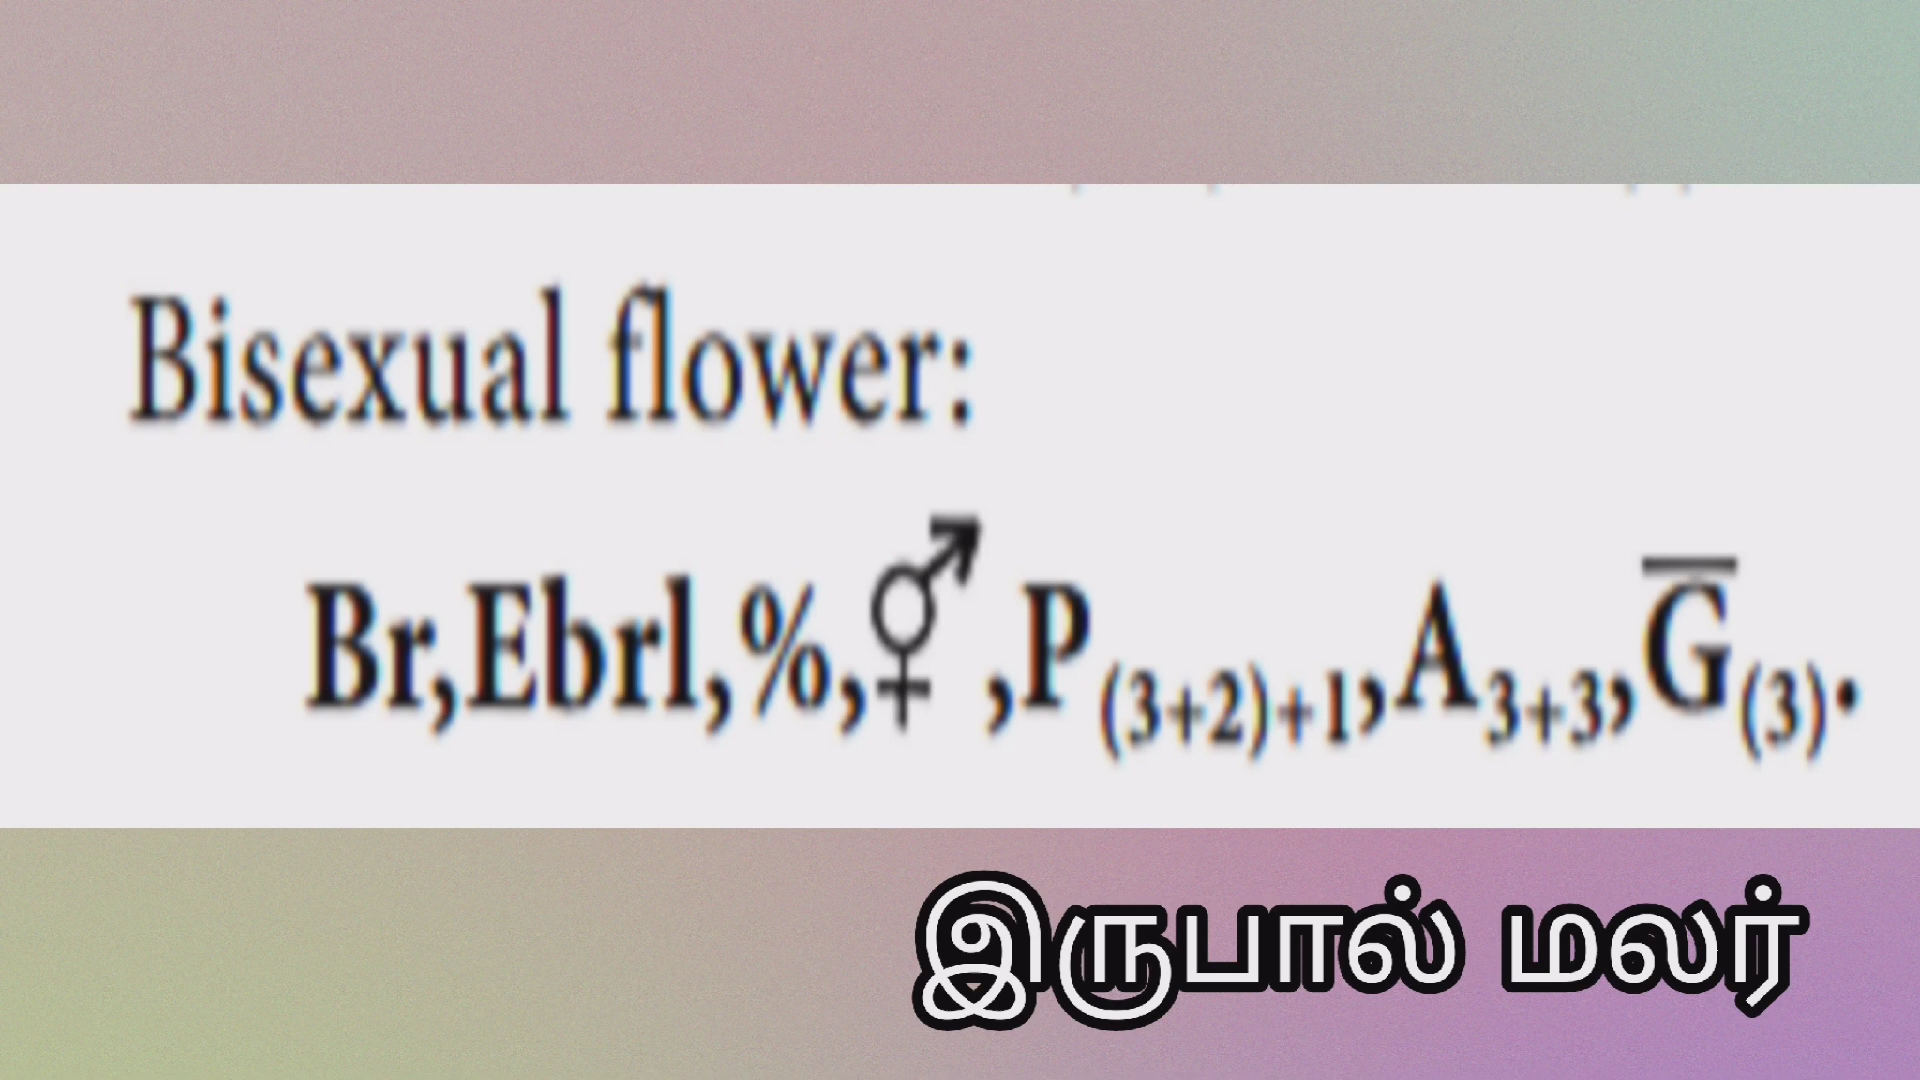 Bisexual flower:
Br,Ebrl,%,⚥,P(3+2)+1,A3+3,G̅(3).
இருபால் மலர்